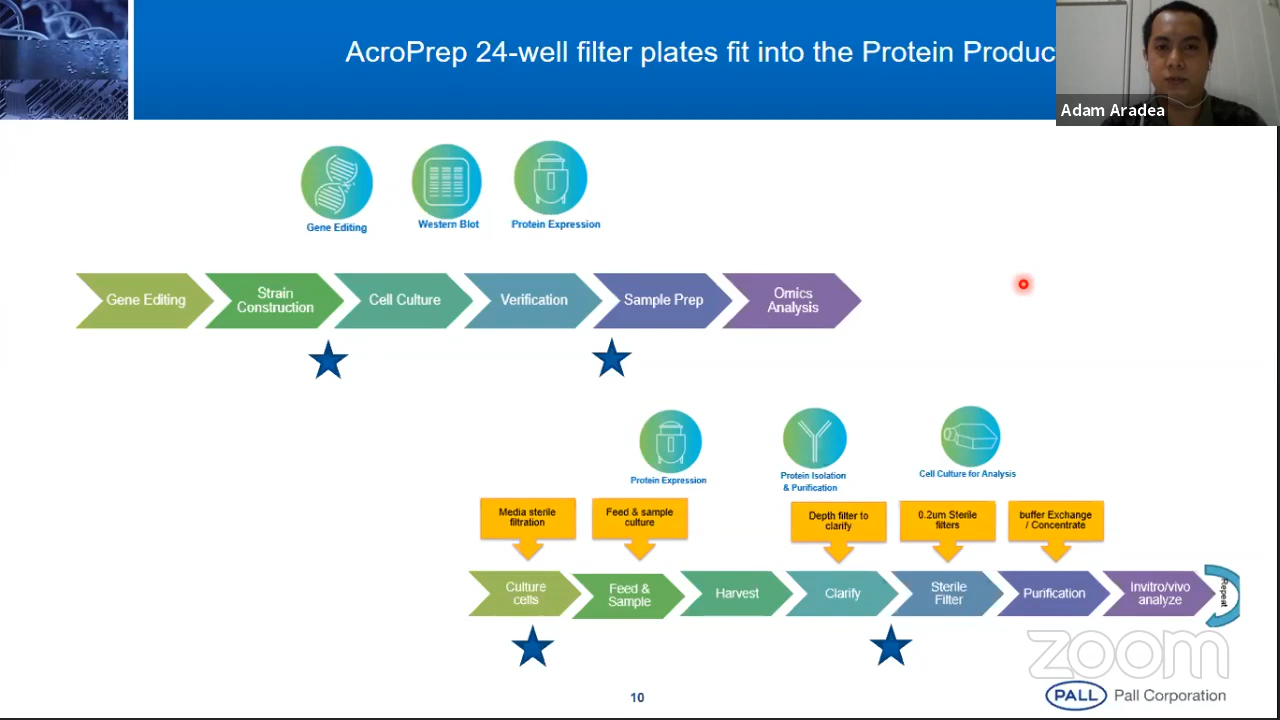 AcroPrep 24-well filter plates fit into the Protein Produc
Adam Aradea
Gene Editing
Western Blot
Protein Expression
Gene Editing
Strain
Construction
Cell Culture
Verification
Sample Prep
Omics
Analysis
Protein Expression
Protein Isolation
& Purification
Cell Culture for Analysis
Media sterile
filtration
Feed & sample
culture
Depth filter to
clarify
0.2um Sterile
filters
buffer Exchange
/ Concentrate
Culture
cells
Feed &
Sample
Harvest
Clarify
Sterile
Filter
Purification
Invitro/vivo
analyze
Repeat
zoom
PALL Pall Corporation
10